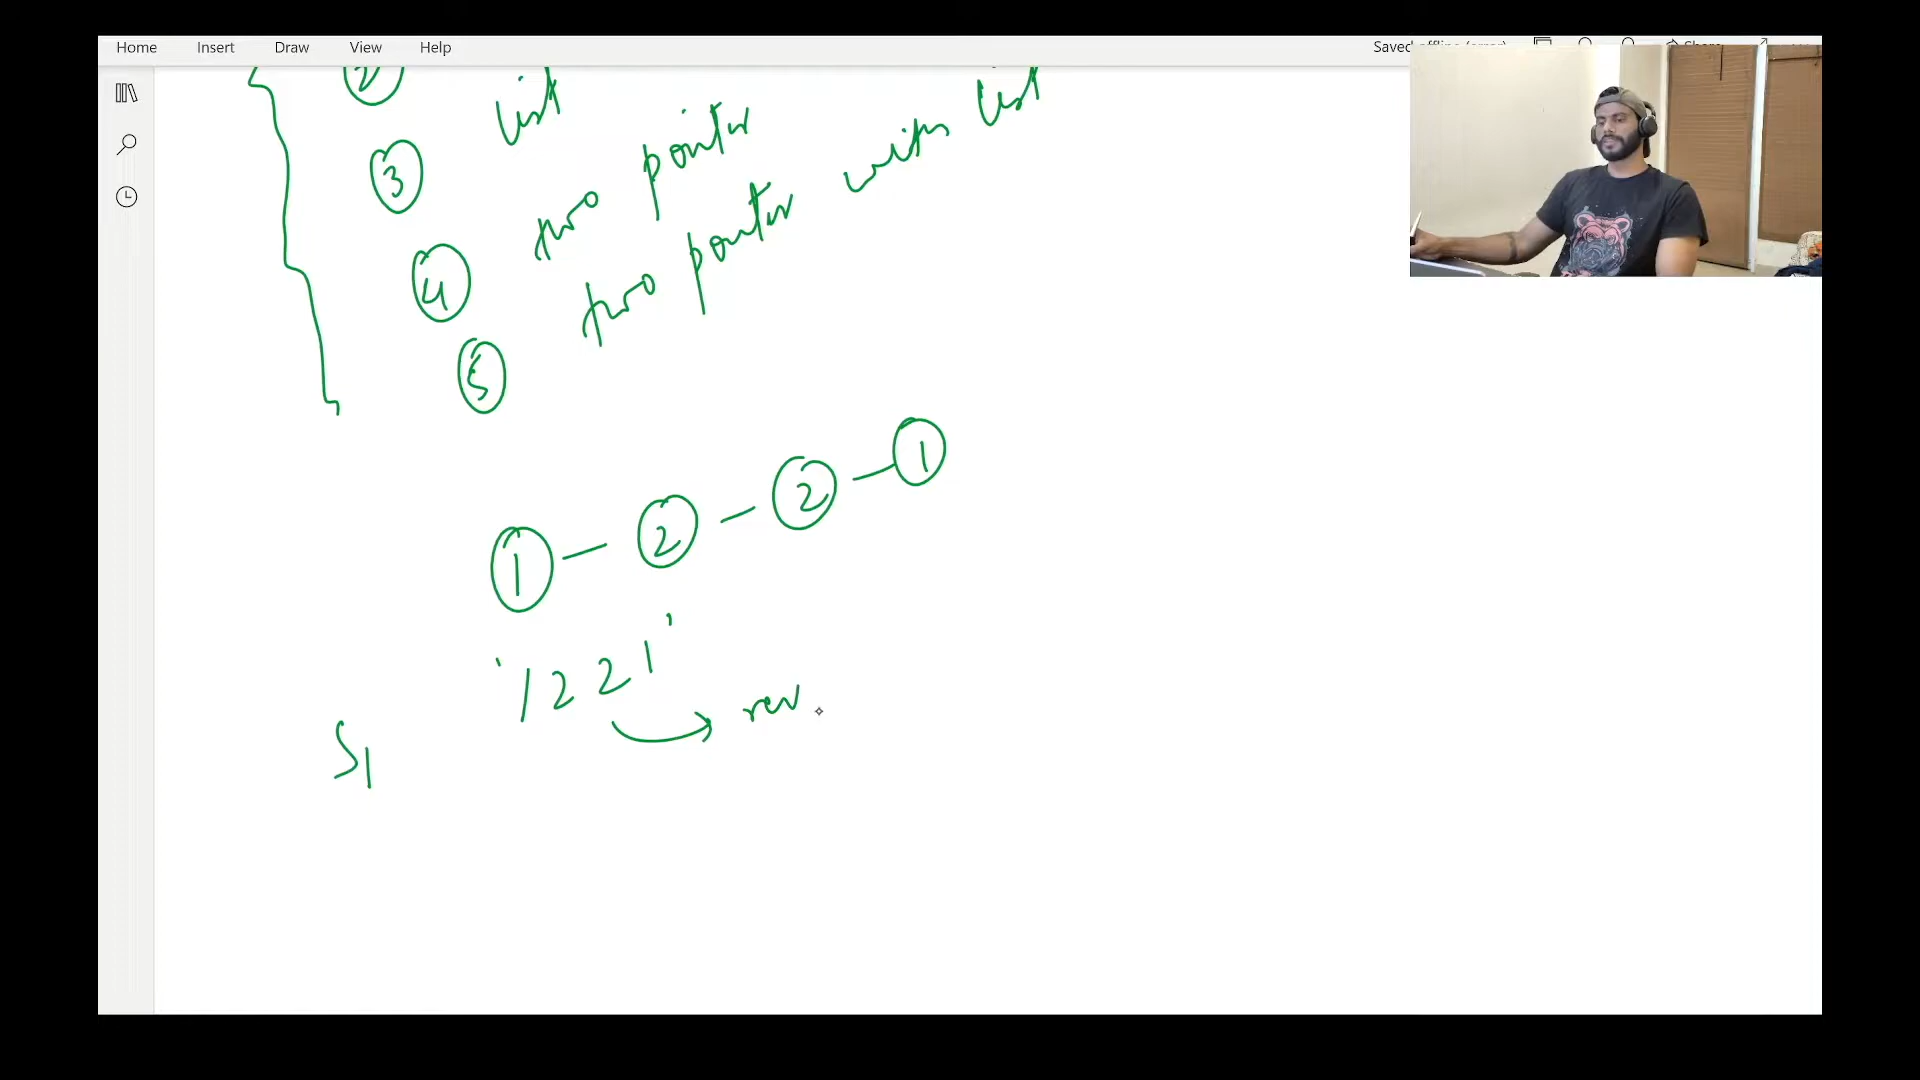 Home Insert Draw View Help
2 list
3 two pointer
4 two pointer with list
5
1 - 2 - 2 - 1
'1221'
→ rev.
S1